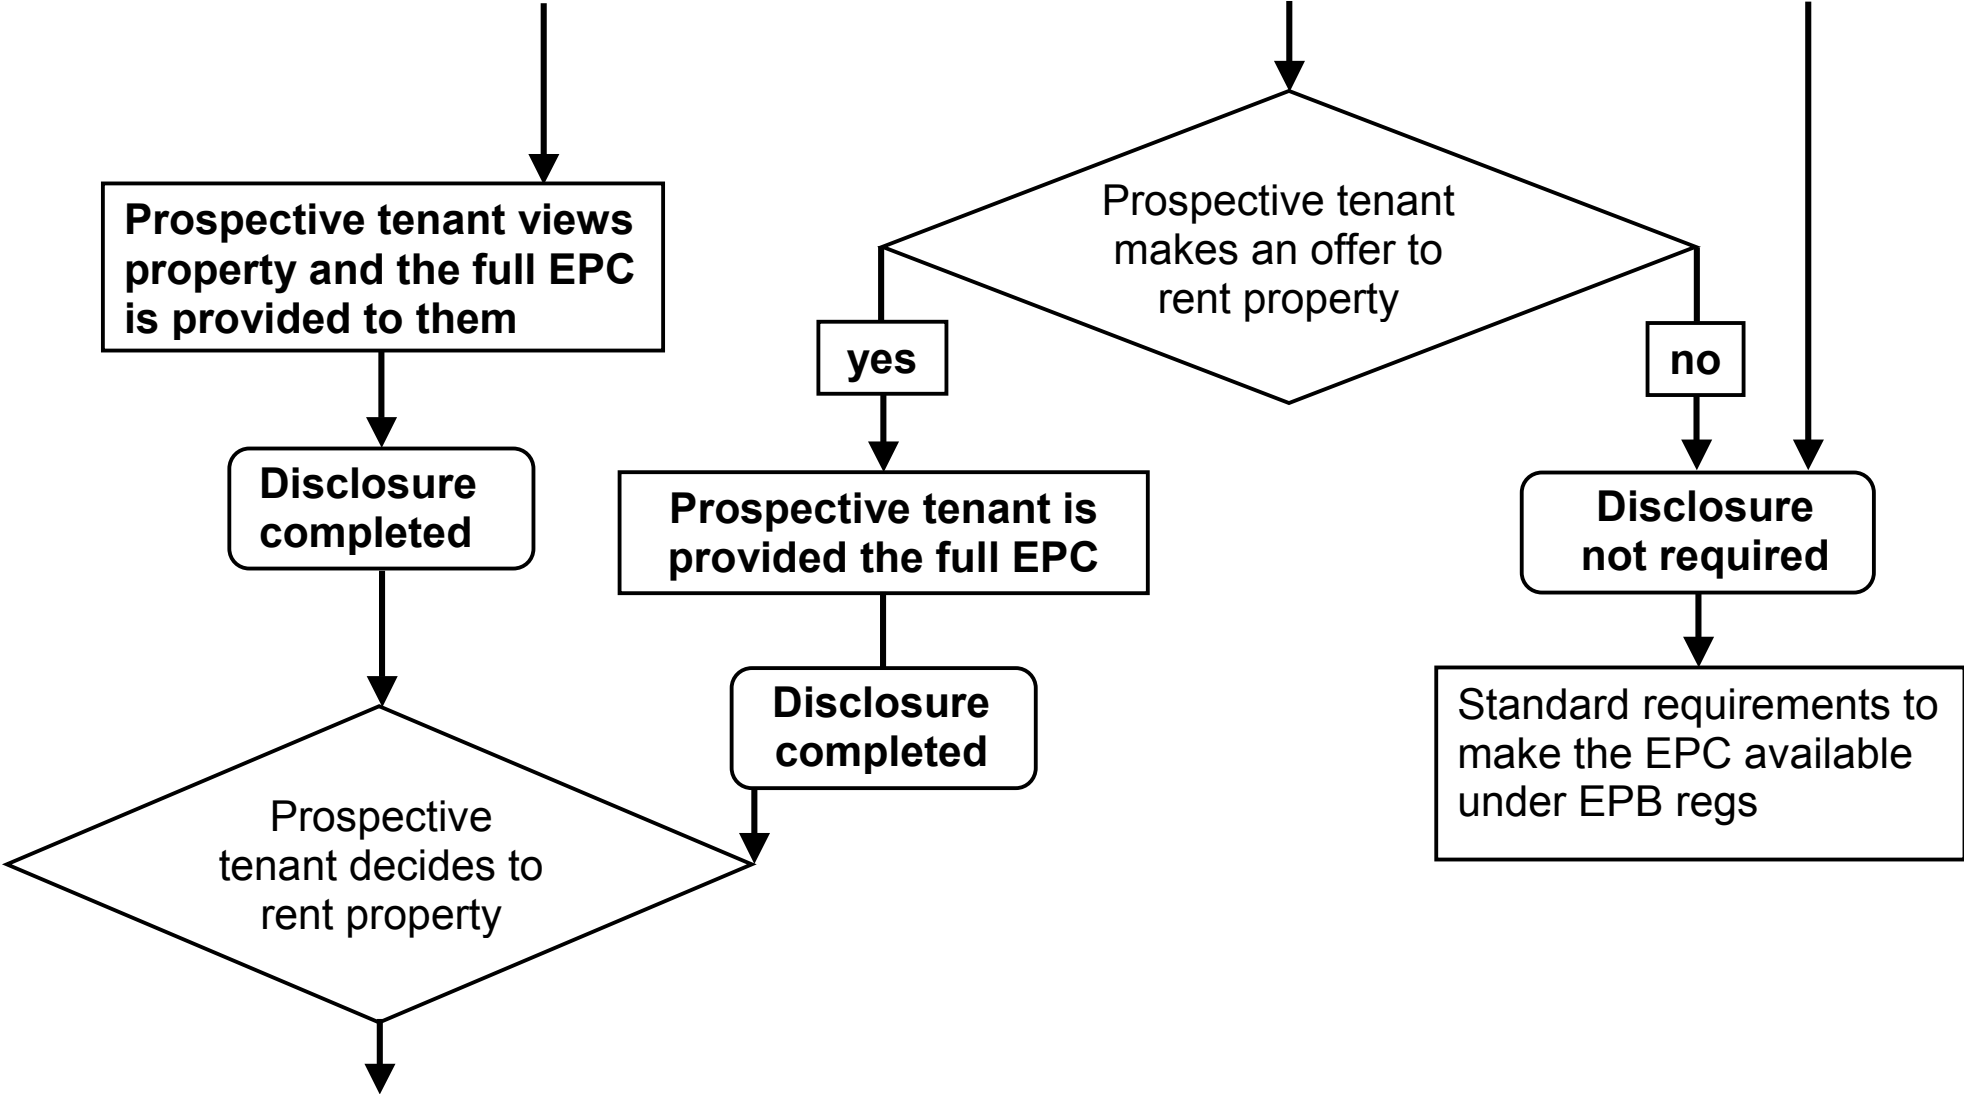 Prospective tenant views
property and the full EPC
is provided to them
Prospective tenant
makes an offer to
rent property
yes
no
Disclosure
completed
Prospective tenant is
provided the full EPC
Disclosure
not required
Disclosure
completed
Standard requirements to
make the EPC available
under EPB regs
Prospective
tenant decides to
rent property